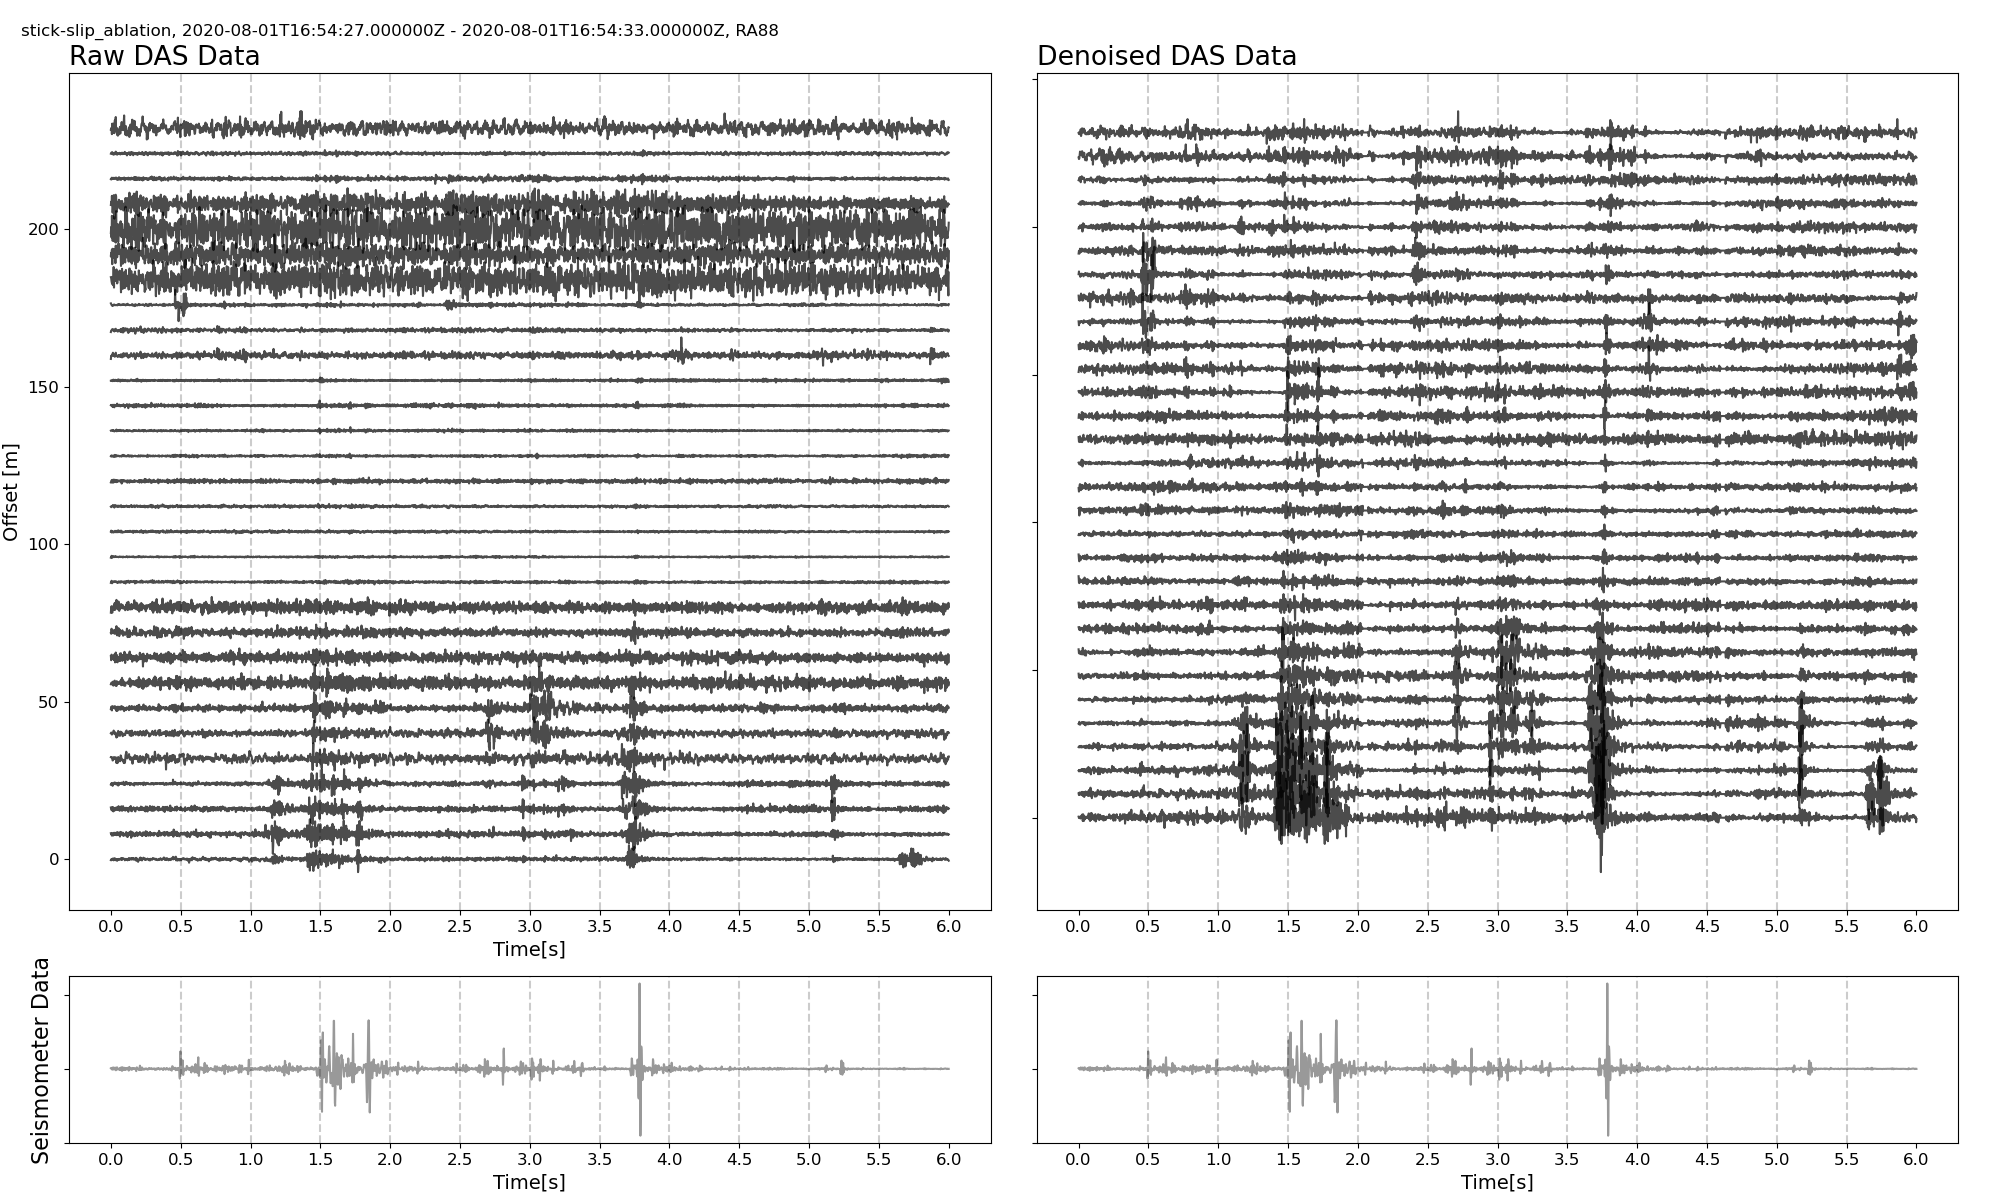 stick-slip_ablation, 2020-08-01T16:54:27.000000Z - 2020-08-01T16:54:33.000000Z, RA88
Raw DAS Data
Denoised DAS Data
Offset [m]
200
150
100
50
0
0.0 0.5 1.0 1.5 2.0 2.5 3.0 3.5 4.0 4.5 5.0 5.5 6.0
Time[s]
0.0 0.5 1.0 1.5 2.0 2.5 3.0 3.5 4.0 4.5 5.0 5.5 6.0
Seismometer Data
0.0 0.5 1.0 1.5 2.0 2.5 3.0 3.5 4.0 4.5 5.0 5.5 6.0
Time[s]
0.0 0.5 1.0 1.5 2.0 2.5 3.0 3.5 4.0 4.5 5.0 5.5 6.0
Time[s]